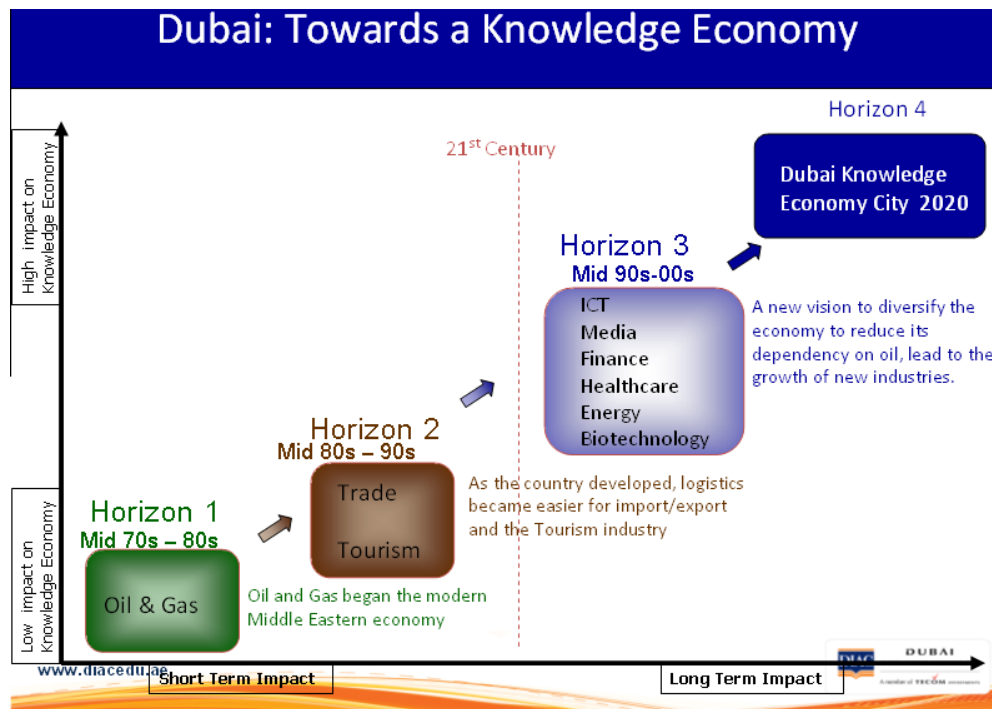 Dubai: Towards a Knowledge Economy
Horizon 4
Dubai Knowledge
Economy City 2020
21st Century
High impact on
Knowledge Economy
Horizon 3
Mid 90s-00s
ICT
Media
Finance
Healthcare
Energy
Biotechnology
A new vision to diversify the
economy to reduce its
dependency on oil, lead to the
growth of new industries.
Horizon 2
Mid 80s – 90s
Trade
Tourism
As the country developed, logistics
became easier for import/export
and the Tourism industry
Horizon 1
Mid 70s – 80s
Oil & Gas
Oil and Gas began the modern
Middle Eastern economy
Low impact on
Knowledge Economy
www.diacedu.ae
Short Term Impact
Long Term Impact
DIAC
DUBAI
A member of TECOM INVESTMENTS